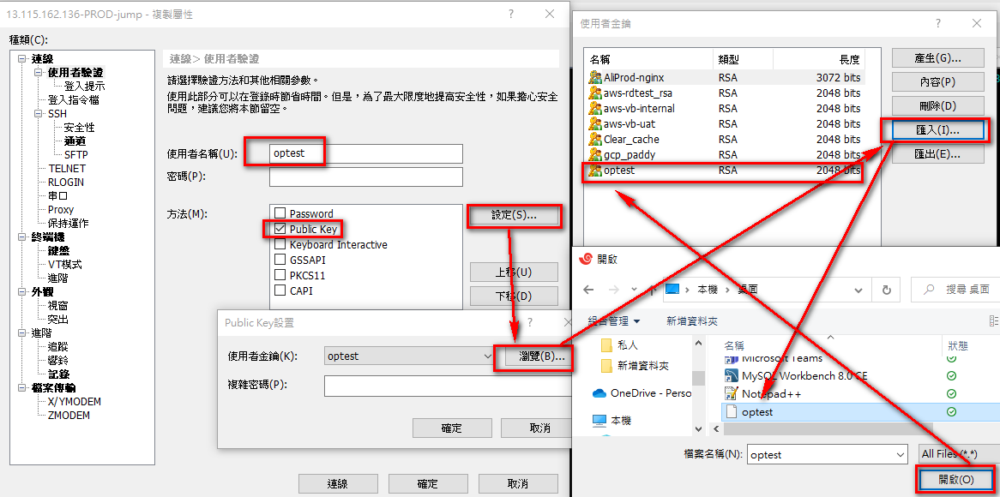 13.115.162.136-PROD-jump - 複製屬性
種類(C):
連線
使用者驗證
登入提示
登入指令檔
SSH
安全性
通道
SFTP
TELNET
RLOGIN
串口
Proxy
保持運作
終端機
鍵盤
VT模式
進階
外觀
視窗
突出
進階
追蹤
響鈴
記錄
檔案傳輸
X/YMODEM
ZMODEM
連線 > 使用者驗證
請選擇驗證方法和其他相關參數。
使用此部分可以在登錄時節省時間。但是，為了最大限度地提高安全性，如果擔心安全
問題，建議您將本節留空。
使用者名稱(U):
optest
密碼(P):
方法(M):
Password
Public Key
Keyboard Interactive
GSSAPI
PKCS11
CAPI
設定(S)...
上移(U)
下移(D)
Public Key設置
使用者金鑰(K):
optest
瀏覽(B)...
複雜密碼(P):
確定
取消
連線
確定
取消
使用者金鑰
名稱 類型 長度
AliProd-nginx RSA 3072 bits
aws-rdtest_rsa RSA 2048 bits
aws-vb-internal RSA 2048 bits
aws-vb-uat RSA 2048 bits
Clear_cache RSA 2048 bits
gcp_paddy RSA 2048 bits
optest RSA 2048 bits
產生(G)...
內容(P)
刪除(D)
匯入(I)...
匯出(E)...
開啟
本機 桌面
搜尋 桌面
組合管理 新增資料夾
私人
新增資料夾
OneDrive - Perso
本機
名稱 狀態
Microsoft Teams
MySQL Workbench 8.0 CE
Notepad++
optest
檔案名稱(N): optest
All Files (*.*)
開啟(O)